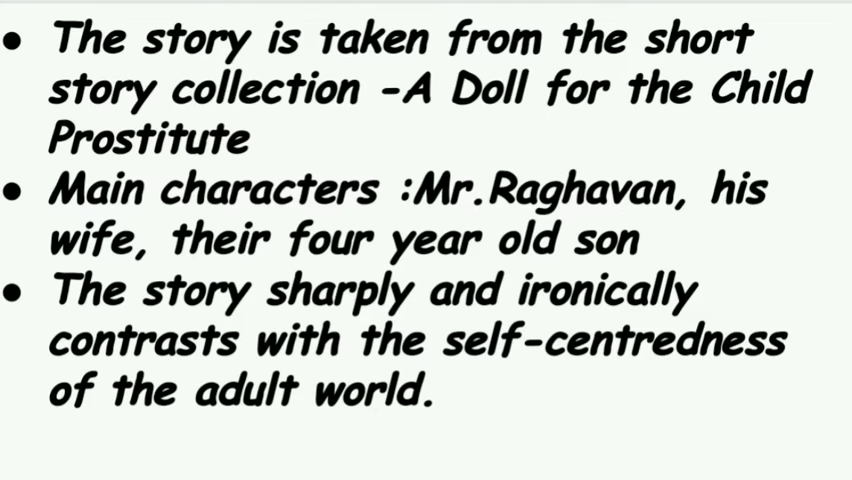 ● The story is taken from the short
story collection -A Doll for the Child
Prostitute
● Main characters :Mr.Raghavan, his
wife, their four year old son
● The story sharply and ironically
contrasts with the self-centredness
of the adult world.